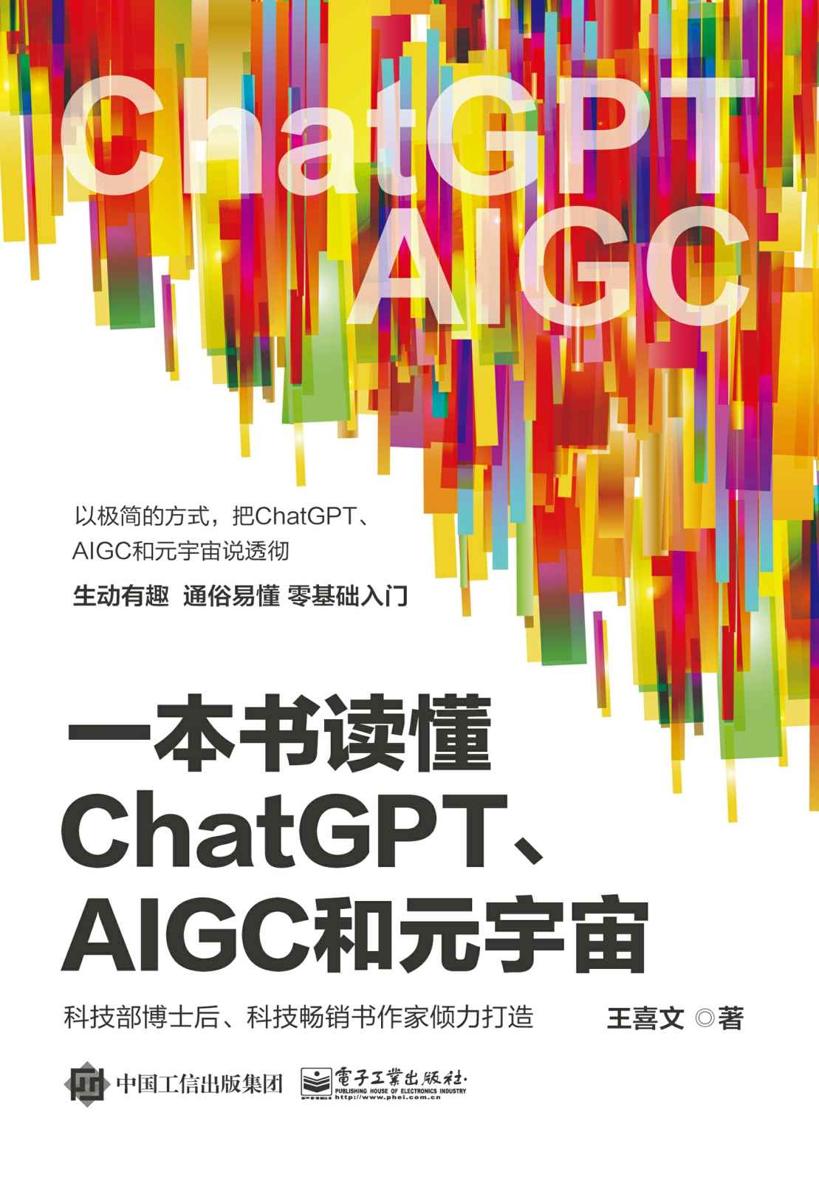 ChatGPT
AIGC
以极简的方式，把ChatGPT、
AIGC和元宇宙说透彻
生动有趣 通俗易懂 零基础入门
一本书读懂
ChatGPT、
AIGC和元宇宙
科技部博士后、科技畅销书作家倾力打造 王喜文 ◎著
中国工信出版集团 電子工業出版社·
PUBLISHING HOUSE OF ELECTRONICS INDUSTRY
http://www.phei.com.cn